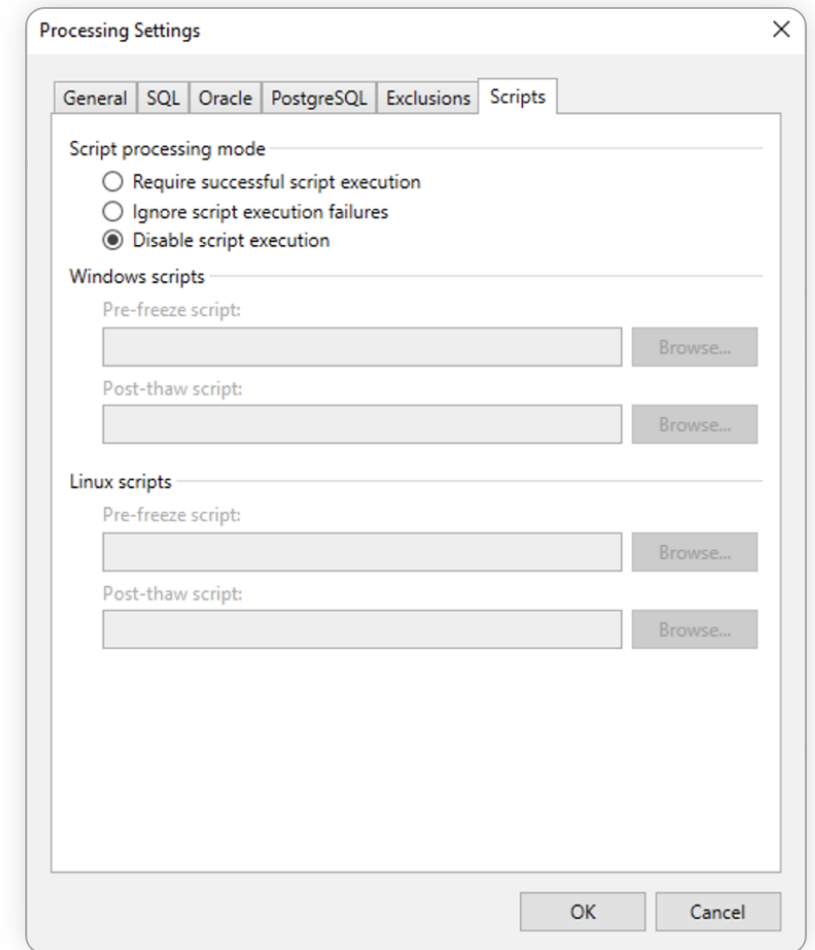 Processing Settings
General SQL Oracle PostgreSQL Exclusions Scripts
Script processing mode
Require successful script execution
Ignore script execution failures
Disable script execution
Windows scripts
Pre-freeze script:
Browse...
Post-thaw script:
Browse...
Linux scripts
Pre-freeze script:
Browse...
Post-thaw script:
Browse...
OK Cancel